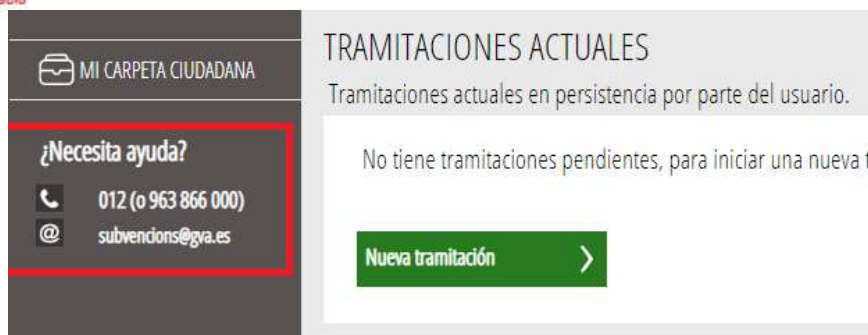 MI CARPETA CIUDADANA
¿Necesita ayuda?
012 (o 963 866 000)
@ subvencions@gva.es
TRAMITACIONES ACTUALES
Tramitaciones actuales en persistencia por parte del usuario.
No tiene tramitaciones pendientes, para iniciar una nueva
Nueva tramitación